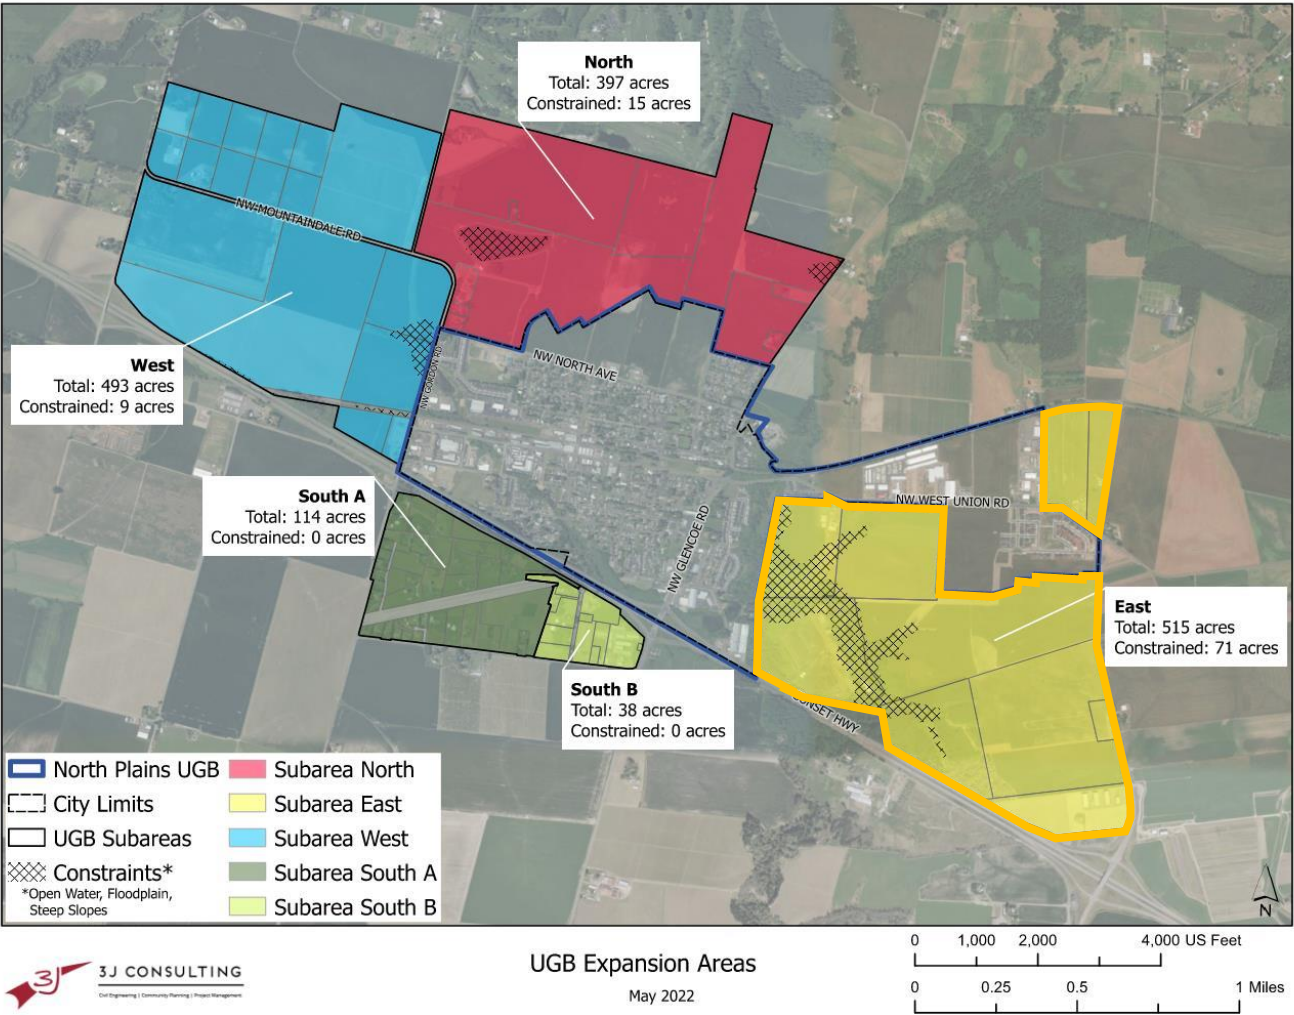 North
Total: 397 acres
Constrained: 15 acres
NW MOUNTAINDALE RD
NW NORTH AVE
NW GORDON RD
West
Total: 493 acres
Constrained: 9 acres
South A
Total: 114 acres
Constrained: 0 acres
NW WEST UNION RD
NW GLENCOE RD
East
Total: 515 acres
Constrained: 71 acres
South B
Total: 38 acres
Constrained: 0 acres
SUNSET HWY
North Plains UGB
City Limits
UGB Subareas
Constraints*
*Open Water, Floodplain,
Steep Slopes
Subarea North
Subarea East
Subarea West
Subarea South A
Subarea South B
N
3J
3J CONSULTING
Civil Engineering | Community Planning | Project Management
UGB Expansion Areas
May 2022
0 1,000 2,000 4,000 US Feet
0 0.25 0.5 1 Miles